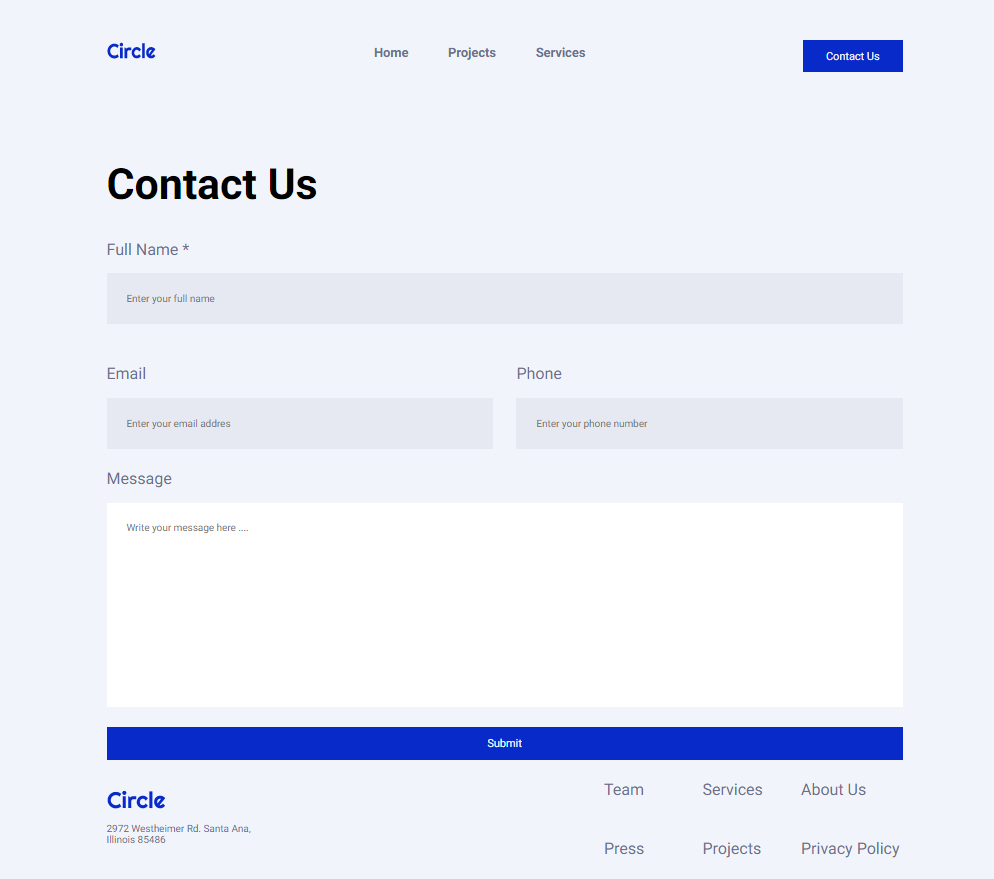 Circle
Home Projects Services
Contact Us
Contact Us
Full Name *
Enter your full name
Email Phone
Enter your email addres Enter your phone number
Message
Write your message here ....
Submit
Circle
2972 Westheimer Rd. Santa Ana,
Illinois 85486
Team Services About Us
Press Projects Privacy Policy